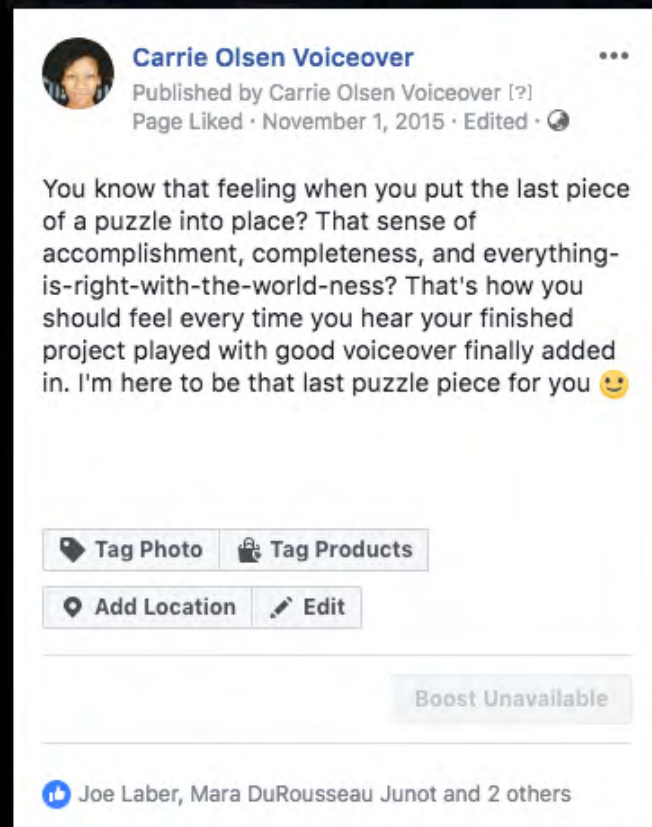 Carrie Olsen Voiceover
Published by Carrie Olsen Voiceover [?]
Page Liked · November 1, 2015 · Edited ·
You know that feeling when you put the last piece
of a puzzle into place? That sense of
accomplishment, completeness, and everything-
is-right-with-the-world-ness? That's how you
should feel every time you hear your finished
project played with good voiceover finally added
in. I'm here to be that last puzzle piece for you 🙂
Tag Photo Tag Products
Add Location Edit
Boost Unavailable
Joe Laber, Mara DuRousseau Junot and 2 others